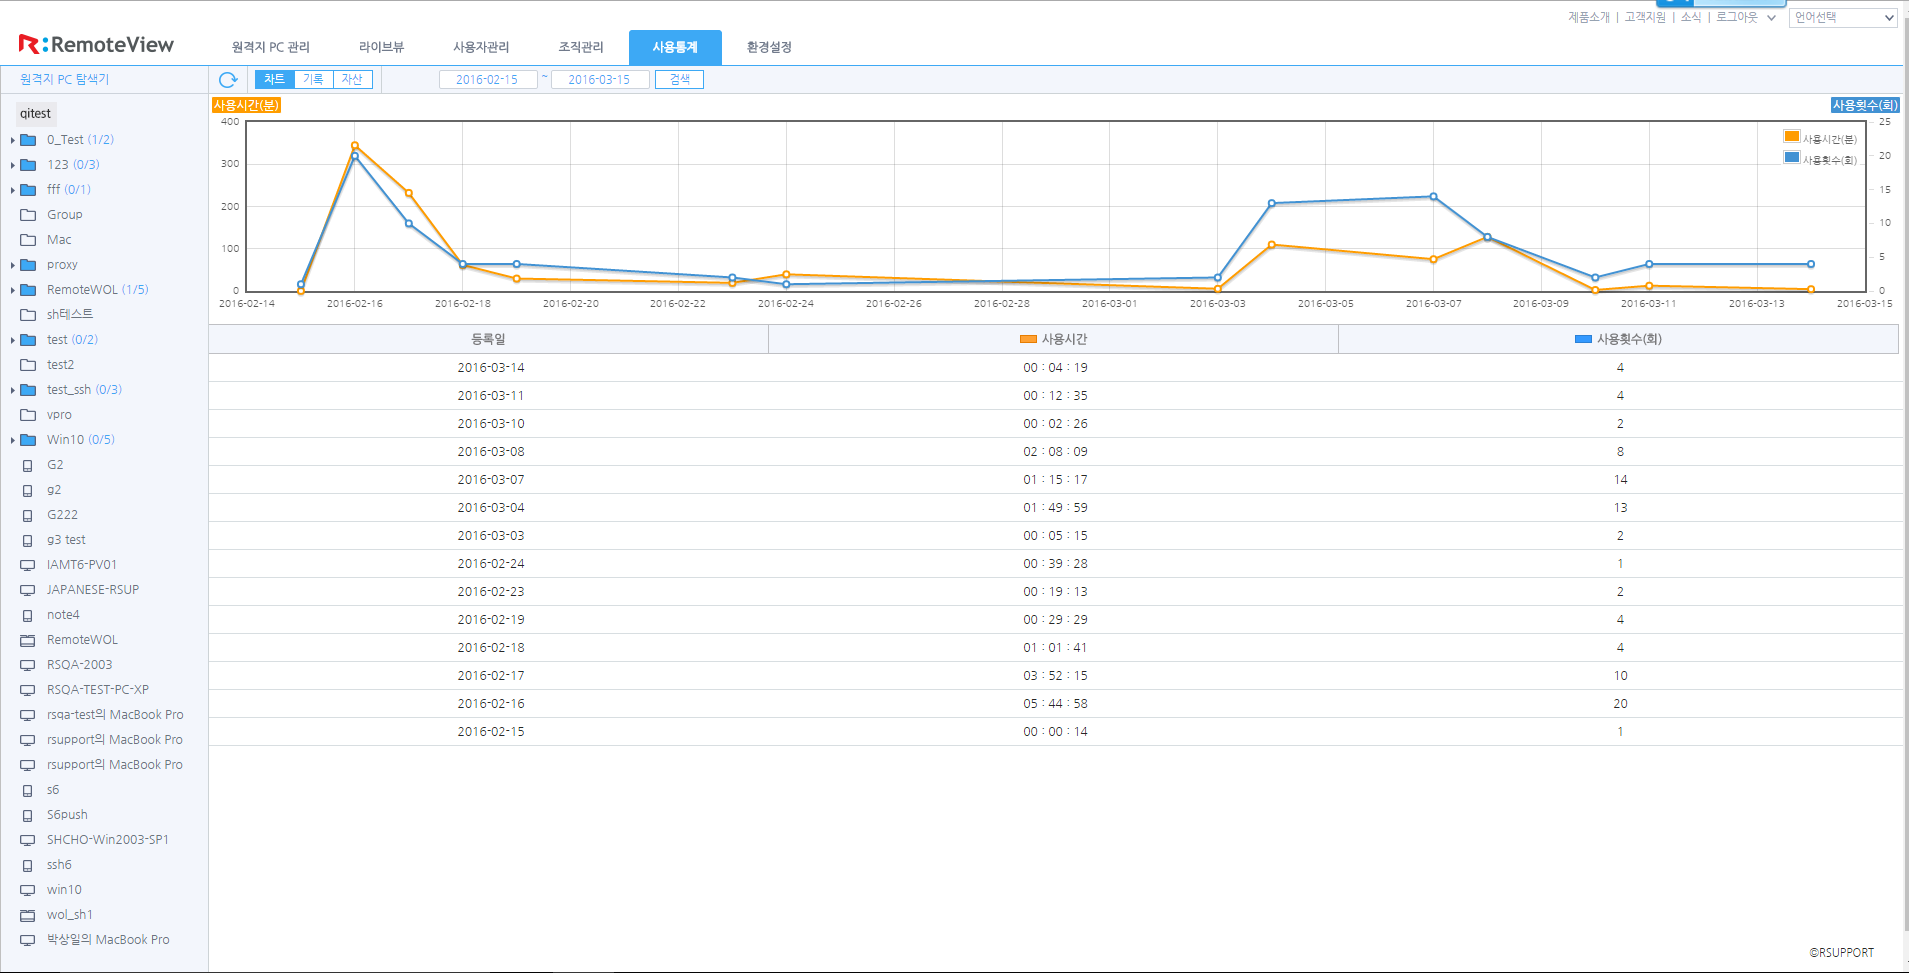 제품소개 | 고객지원 | 소식 | 로그아웃 언어선택
RemoteView 원격지 PC 관리 라이브뷰 사용자관리 조직관리 사용통계 환경설정
원격지 PC 탐색기 차트 기록 자산 2016-02-15 ~ 2016-03-15 검색
qitest
0_Test (1/2)
123 (0/3)
fff (0/1)
Group
Mac
proxy
RemoteWOL (1/5)
sh테스트
test (0/2)
test2
test_ssh (0/3)
vpro
Win10 (0/5)
G2
g2
G222
g3 test
IAMT6-PV01
JAPANESE-RSUP
note4
RemoteWOL
RSQA-2003
RSQA-TEST-PC-XP
rsqa-test의 MacBook Pro
rsupport의 MacBook Pro
rsupport의 MacBook Pro
s6
S6push
SHCHO-Win2003-SP1
ssh6
win10
wol_sh1
박상일의 MacBook Pro
사용시간(분) 사용횟수(회)
400 25
300 20
200 15
100 10
0 5
0
사용시간(분)
사용횟수(회)
2016-02-14 2016-02-16 2016-02-18 2016-02-20 2016-02-22 2016-02-24 2016-02-26 2016-02-28 2016-03-01 2016-03-03 2016-03-05 2016-03-07 2016-03-09 2016-03-11 2016-03-13 2016-03-15
등록일 사용시간 사용횟수(회)
2016-03-14 00 : 04 : 19 4
2016-03-11 00 : 12 : 35 4
2016-03-10 00 : 02 : 26 2
2016-03-08 02 : 08 : 09 8
2016-03-07 01 : 15 : 17 14
2016-03-04 01 : 49 : 59 13
2016-03-03 00 : 05 : 15 2
2016-02-24 00 : 39 : 28 1
2016-02-23 00 : 19 : 13 2
2016-02-19 00 : 29 : 29 4
2016-02-18 01 : 01 : 41 4
2016-02-17 03 : 52 : 15 10
2016-02-16 05 : 44 : 58 20
2016-02-15 00 : 00 : 14 1
©RSUPPORT